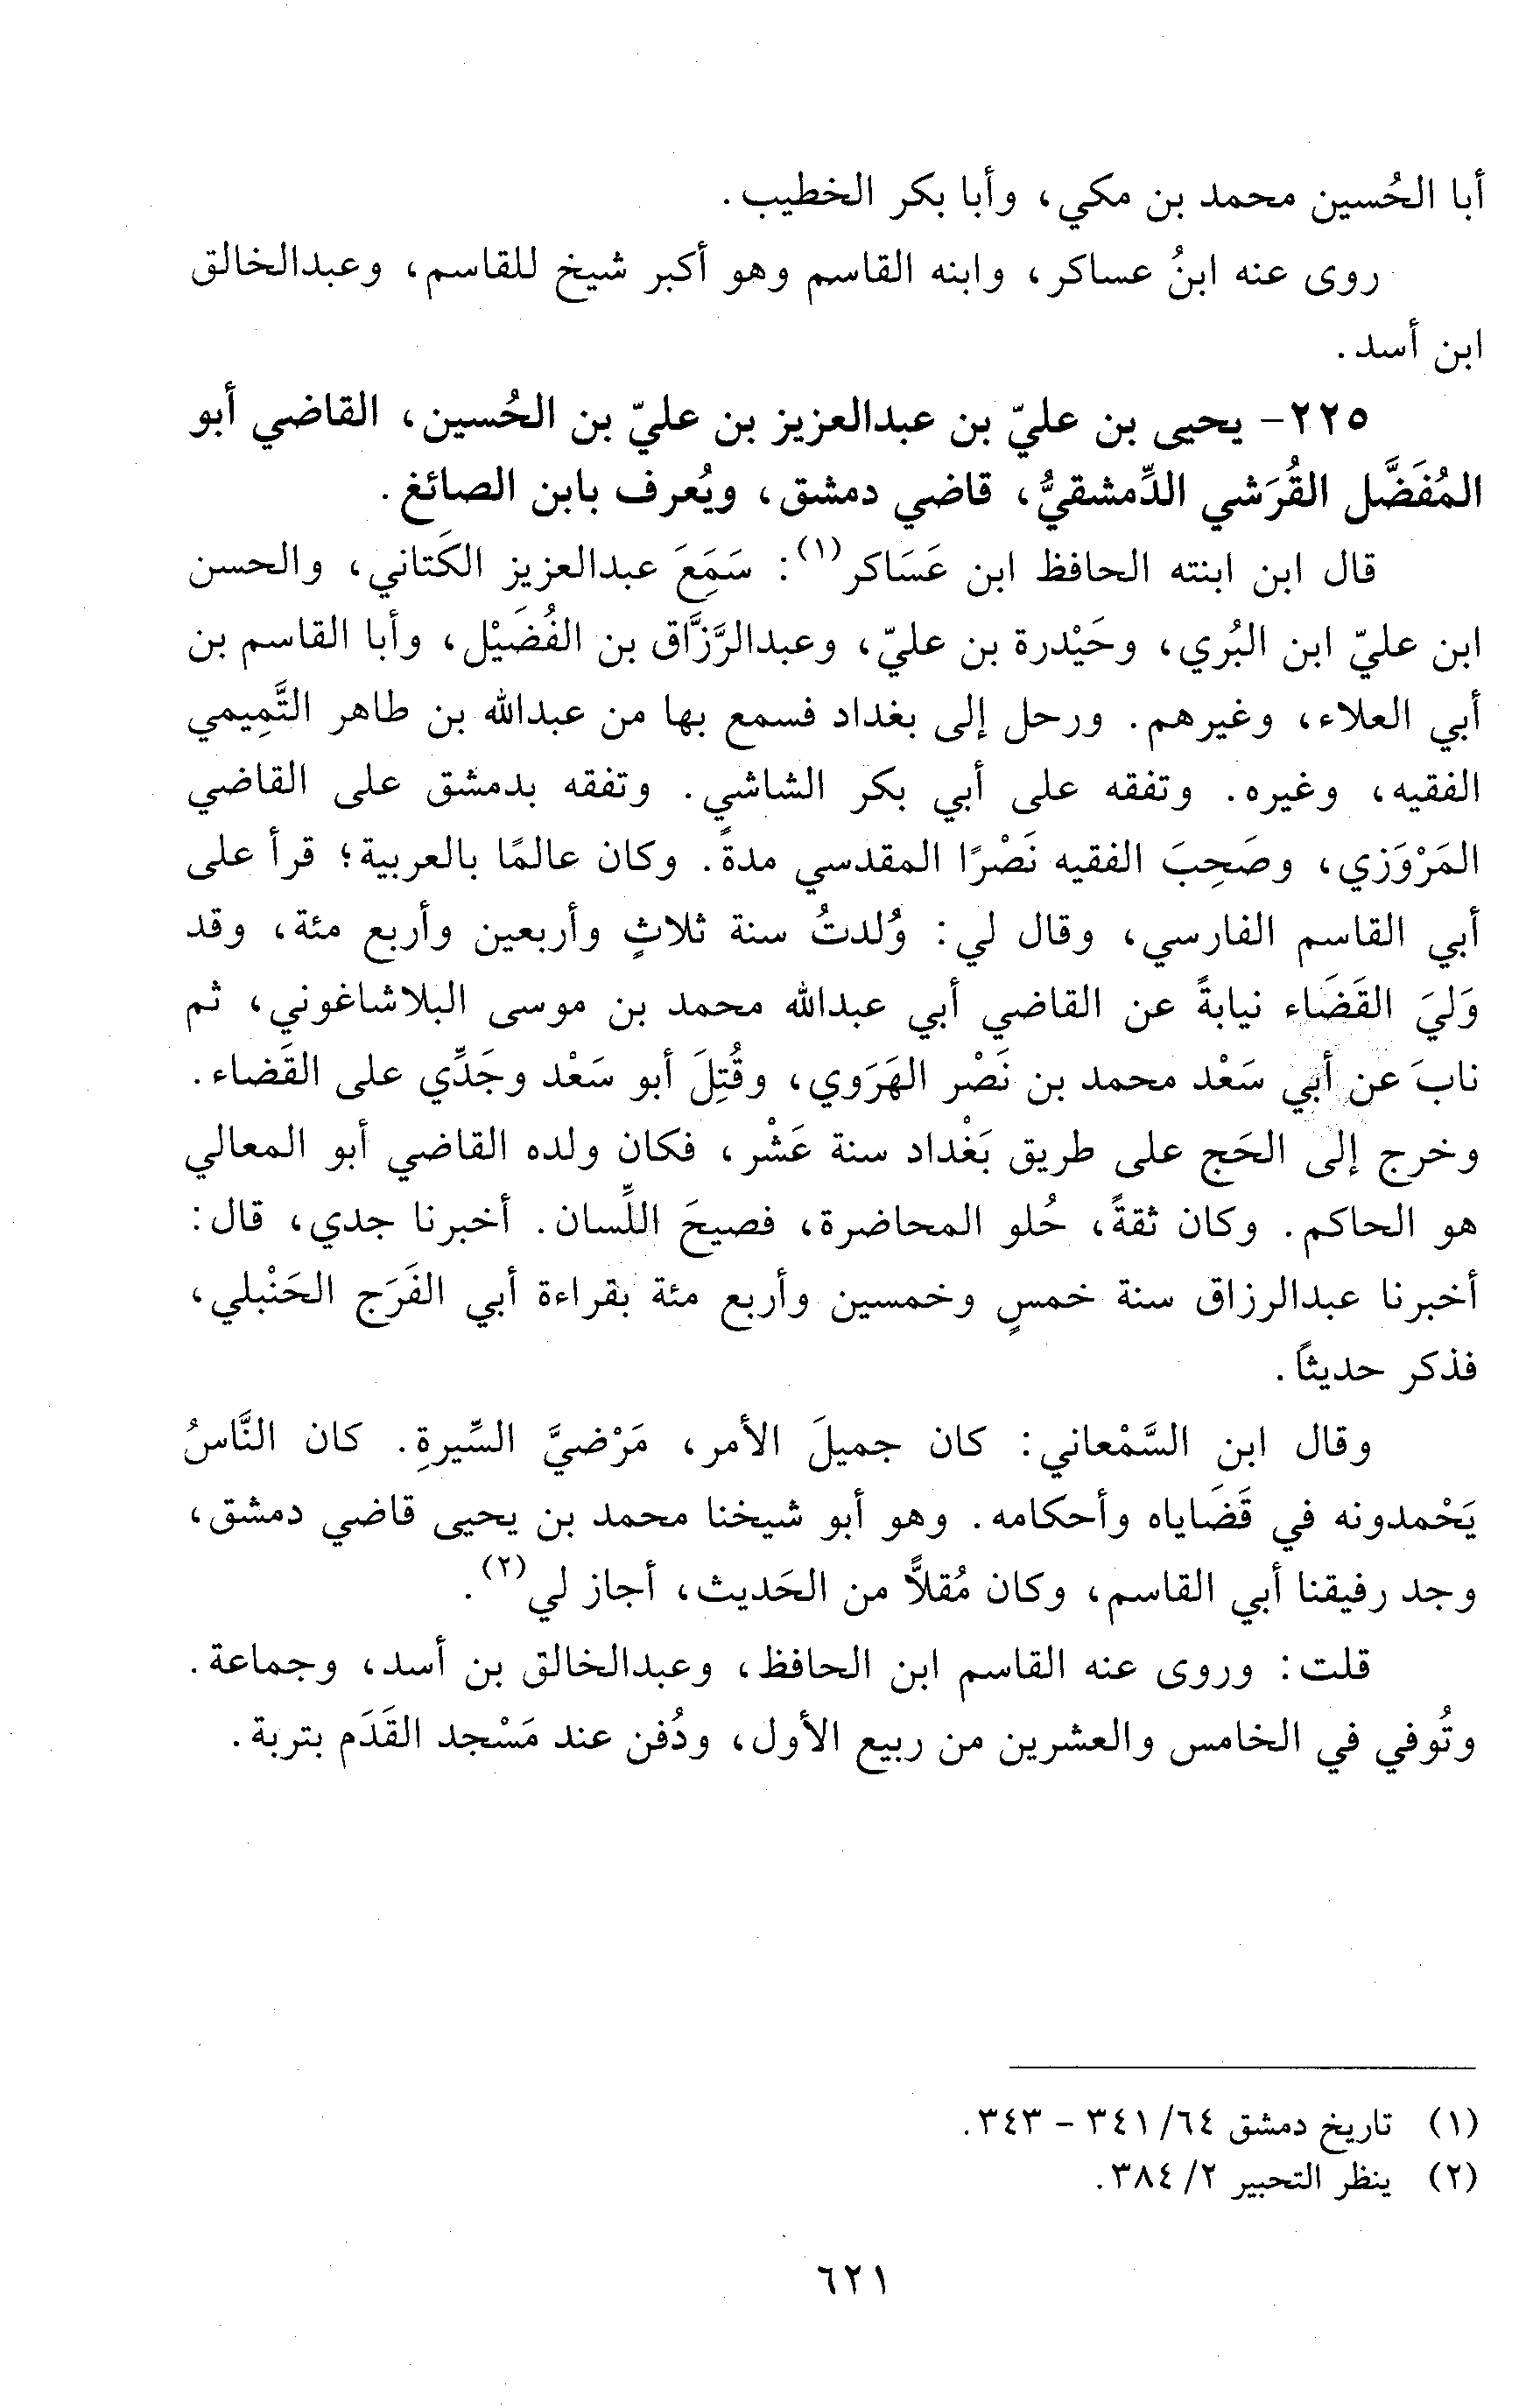 أبا الحُسين محمد بن مكي، وأبا بكر الخطيب.
روى عنه ابنُ عساكر، وابنه القاسم وهو أكبر شيخ للقاسم، وعبدالخالق
ابن أسد.
٢٢٥- يحيى بن عليّ بن عبدالعزيز بن عليّ بن الحُسين، القاضي أبو
المُفَضَّل القُرَشي الدِّمشقيُّ، قاضي دمشق، ويُعرف بابن الصائغ.
قال ابن ابنته الحافظ ابن عَسَاكر(١): سَمِعَ عبدالعزيز الكَتاني، والحسن
ابن عليّ ابن البُري، وحَيْدرة بن عليّ، وعبدالرَّزَّاق بن الفُضَيْل، وأبا القاسم بن
أبي العلاء، وغيرهم. ورحل إلى بغداد فسمع بها من عبدالله بن طاهر التَّمِيمي
الفقيه، وغيره. وتفقه على أبي بكر الشاشي. وتفقه بدمشق على القاضي
المَرْوَزي، وصَحِبَ الفقيه نَصْرًا المقدسي مدةً. وكان عالمًا بالعربية؛ قرأ على
أبي القاسم الفارسي، وقال لي: وُلدتُ سنة ثلاثٍ وأربعين وأربع مئة، وقد
وَليَ القَضَاء نيابةً عن القاضي أبي عبدالله محمد بن موسى البلاشاغوني، ثم
نابَ عن أبي سَعْد محمد بن نَصْر الهَرَوي، وقُتِلَ أبو سَعْد وجَدِّي على القَضاء.
وخرج إلى الحَج على طريق بَغْداد سنة عَشْر، فكان ولده القاضي أبو المعالي
هو الحاكم. وكان ثقةً، حُلو المحاضرة، فصيحَ اللِّسان. أخبرنا جدي، قال:
أخبرنا عبدالرزاق سنة خمسٍ وخمسين وأربع مئة بقراءة أبي الفَرَج الحَنْبلي،
فذكر حديثاً.
وقال ابن السَّمْعاني: كان جميلَ الأمر، مَرْضيَّ السِّيرةِ. كان النَّاسُ
يَحْمدونه في قَضَاياه وأحكامه. وهو أبو شيخنا محمد بن يحيى قاضي دمشق،
وجد رفيقنا أبي القاسم، وكان مُقلاًّ من الحَديث، أجاز لي(٢).
قلت: وروى عنه القاسم ابن الحافظ، وعبدالخالق بن أسد، وجماعة.
وتُوفي في الخامس والعشرين من ربيع الأول، ودُفن عند مَسْجد القَدَم بتربة.
(١) تاريخ دمشق ٦٤/ ٣٤١ - ٣٤٣.
(٢) ينظر التحبير ٢/ ٣٨٤.
٦٢١